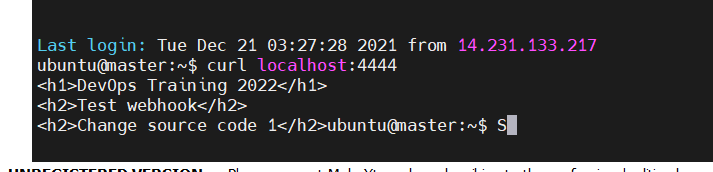 Last login: Tue Dec 21 03:27:28 2021 from 14.231.133.217
ubuntu@master:~$ curl localhost:4444
<h1>DevOps Training 2022</h1>
<h2>Test webhook</h2>
<h2>Change source code 1</h2>ubuntu@master:~$ S
UNREGISTERED VERSION